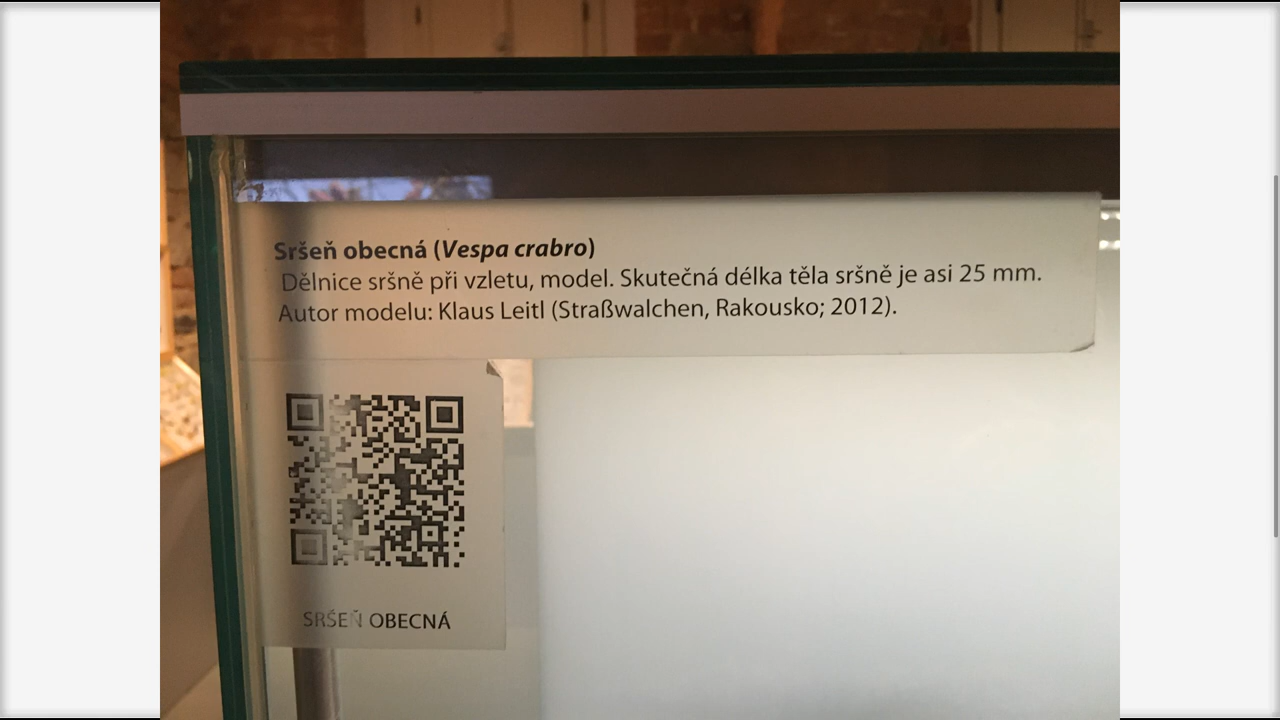 Sršeň obecná (Vespa crabro)
Dělnice sršně při vzletu, model. Skutečná délka těla sršně je asi 25 mm.
Autor modelu: Klaus Leitl (Straßwalchen, Rakousko; 2012).
SRŠEŇ OBECNÁ